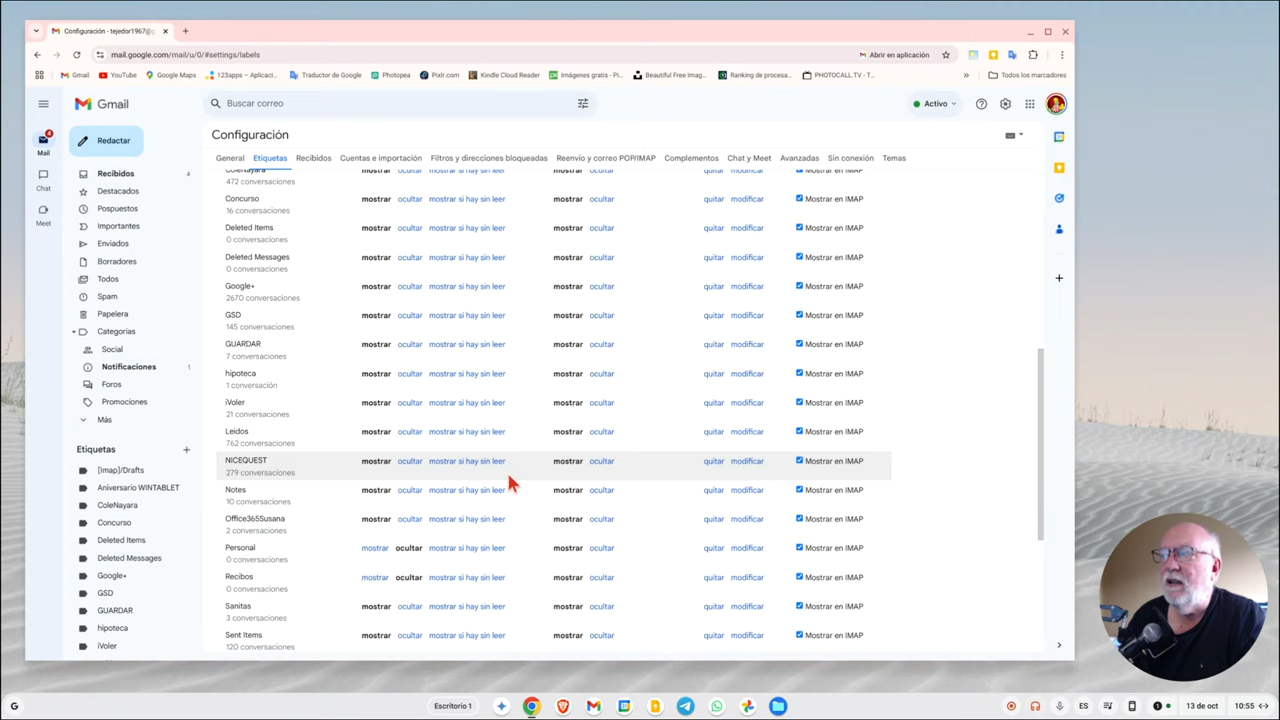 Configuración - tejedor1967@g
mail.google.com/mail/u/0/#settings/labels
Abrir en aplicación
Gmail YouTube Google Maps 123apps – Aplicaci... Traductor de Google Photopea Pixlr.com Kindle Cloud Reader Imágenes gratis - Pi... Beautiful Free Imag... Ranking de procesa... PHOTOCALL.TV - T... » Todos los marcadores
Gmail
Buscar correo
Activo
4
Mail
Chat
Meet
Redactar
Recibidos 4
Destacados
Pospuestos
Importantes
Enviados
Borradores
Todos
Spam
Papelera
Categorías
Social
Notificaciones 1
Foros
Promociones
Más
Etiquetas +
[Imap]/Drafts
Aniversario WINTABLET
ColeNayara
Concurso
Deleted Items
Deleted Messages
Google+
GSD
GUARDAR
hipoteca
iVoler
Configuración
General Etiquetas Recibidos Cuentas e importación Filtros y direcciones bloqueadas Reenvío y correo POP/IMAP Complementos Chat y Meet Avanzadas Sin conexión Temas
ColeNayara mostrar ocultar mostrar si hay sin leer mostrar ocultar quitar modificar Mostrar en IMAP
472 conversaciones
Concurso mostrar ocultar mostrar si hay sin leer mostrar ocultar quitar modificar Mostrar en IMAP
16 conversaciones
Deleted Items mostrar ocultar mostrar si hay sin leer mostrar ocultar quitar modificar Mostrar en IMAP
0 conversaciones
Deleted Messages mostrar ocultar mostrar si hay sin leer mostrar ocultar quitar modificar Mostrar en IMAP
0 conversaciones
Google+ mostrar ocultar mostrar si hay sin leer mostrar ocultar quitar modificar Mostrar en IMAP
2670 conversaciones
GSD mostrar ocultar mostrar si hay sin leer mostrar ocultar quitar modificar Mostrar en IMAP
145 conversaciones
GUARDAR mostrar ocultar mostrar si hay sin leer mostrar ocultar quitar modificar Mostrar en IMAP
7 conversaciones
hipoteca mostrar ocultar mostrar si hay sin leer mostrar ocultar quitar modificar Mostrar en IMAP
1 conversación
iVoler mostrar ocultar mostrar si hay sin leer mostrar ocultar quitar modificar Mostrar en IMAP
21 conversaciones
Leidos mostrar ocultar mostrar si hay sin leer mostrar ocultar quitar modificar Mostrar en IMAP
762 conversaciones
NICEQUEST mostrar ocultar mostrar si hay sin leer mostrar ocultar quitar modificar Mostrar en IMAP
279 conversaciones
Notes mostrar ocultar mostrar si hay sin leer mostrar ocultar quitar modificar Mostrar en IMAP
10 conversaciones
Office365Susana mostrar ocultar mostrar si hay sin leer mostrar ocultar quitar modificar Mostrar en IMAP
2 conversaciones
Personal mostrar ocultar mostrar si hay sin leer mostrar ocultar quitar modificar Mostrar en IMAP
0 conversaciones
Recibos mostrar ocultar mostrar si hay sin leer mostrar ocultar quitar modificar Mostrar en IMAP
0 conversaciones
Sanitas mostrar ocultar mostrar si hay sin leer mostrar ocultar quitar modificar Mostrar en IMAP
3 conversaciones
Sent Items mostrar ocultar mostrar si hay sin leer mostrar ocultar quitar modificar Mostrar en IMAP
120 conversaciones
G Escritorio 1 ES 1 13 de oct 10:55